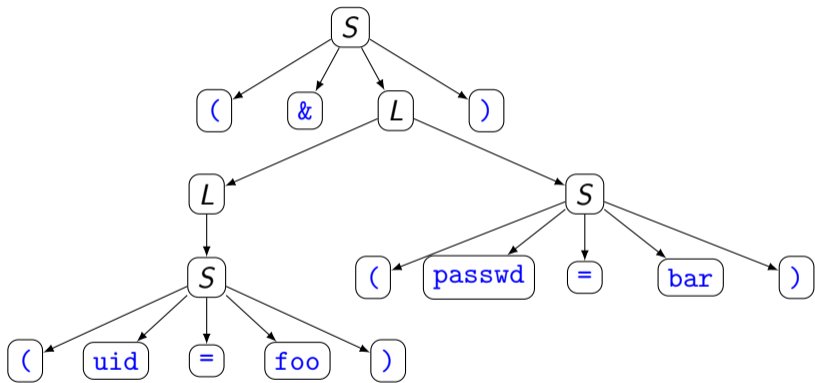 S
( & L )
L S
S ( passwd = bar )
( uid = foo )